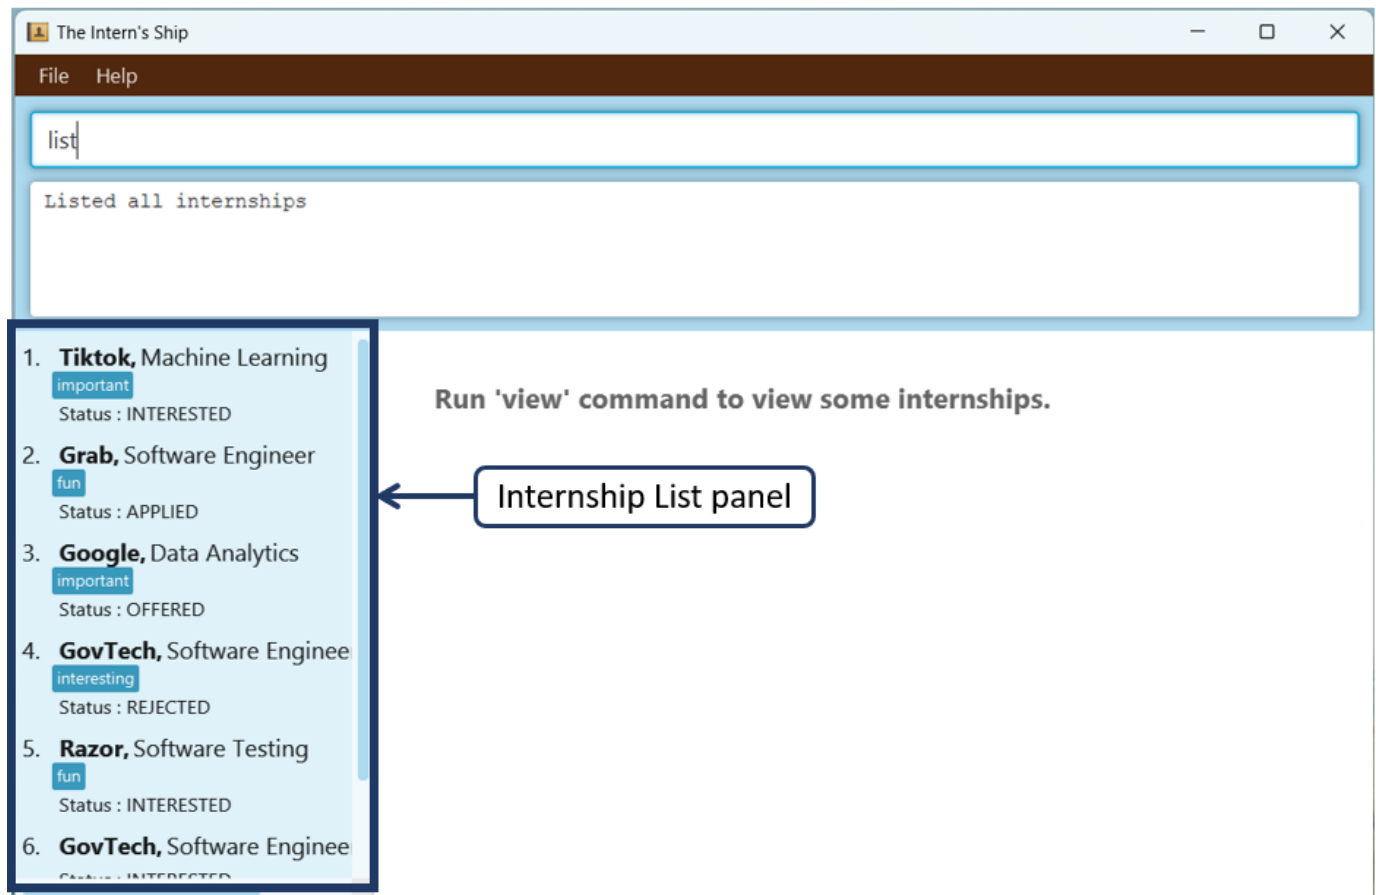 The Intern's Ship
File Help
list
Listed all internships
1. Tiktok, Machine Learning
important
Status : INTERESTED
2. Grab, Software Engineer
fun
Status : APPLIED
3. Google, Data Analytics
important
Status : OFFERED
4. GovTech, Software Enginee
interesting
Status : REJECTED
5. Razor, Software Testing
fun
Status : INTERESTED
6. GovTech, Software Enginee
Status : INTERESTED
Run 'view' command to view some internships.
Internship List panel